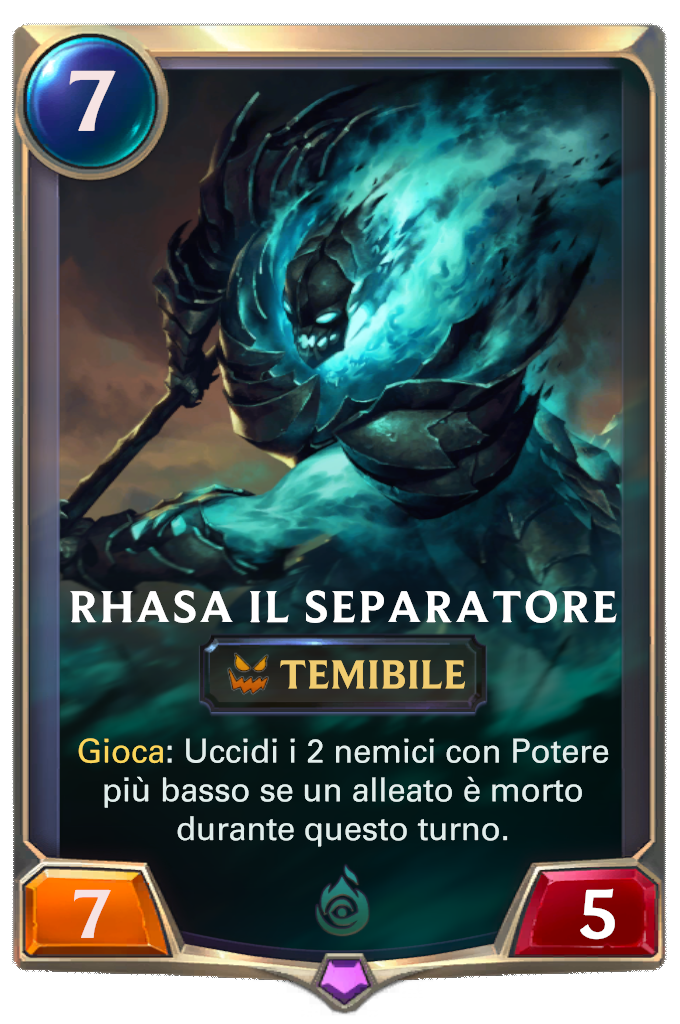 7
RHASA IL SEPARATORE
TEMIBILE
Gioca: Uccidi i 2 nemici con Potere
più basso se un alleato è morto
durante questo turno.
7
5